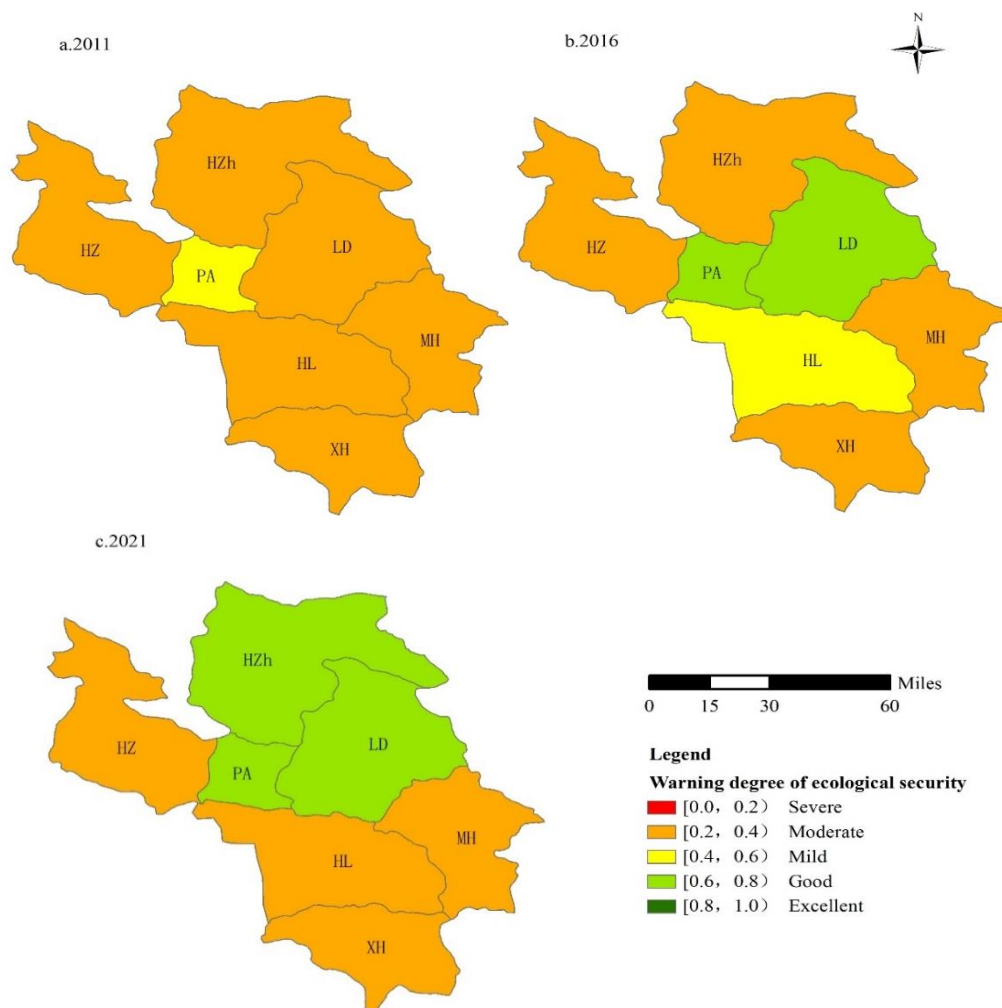 a.2011
b.2016
N
HZh
HZ
LD
PA
MH
HL
XH
HZh
HZ
LD
PA
MH
HL
XH
c.2021
HZh
HZ
LD
PA
MH
HL
XH
Miles
0 15 30 60
Legend
Warning degree of ecological security
[0.0, 0.2) Severe
[0.2, 0.4) Moderate
[0.4, 0.6) Mild
[0.6, 0.8) Good
[0.8, 1.0) Excellent